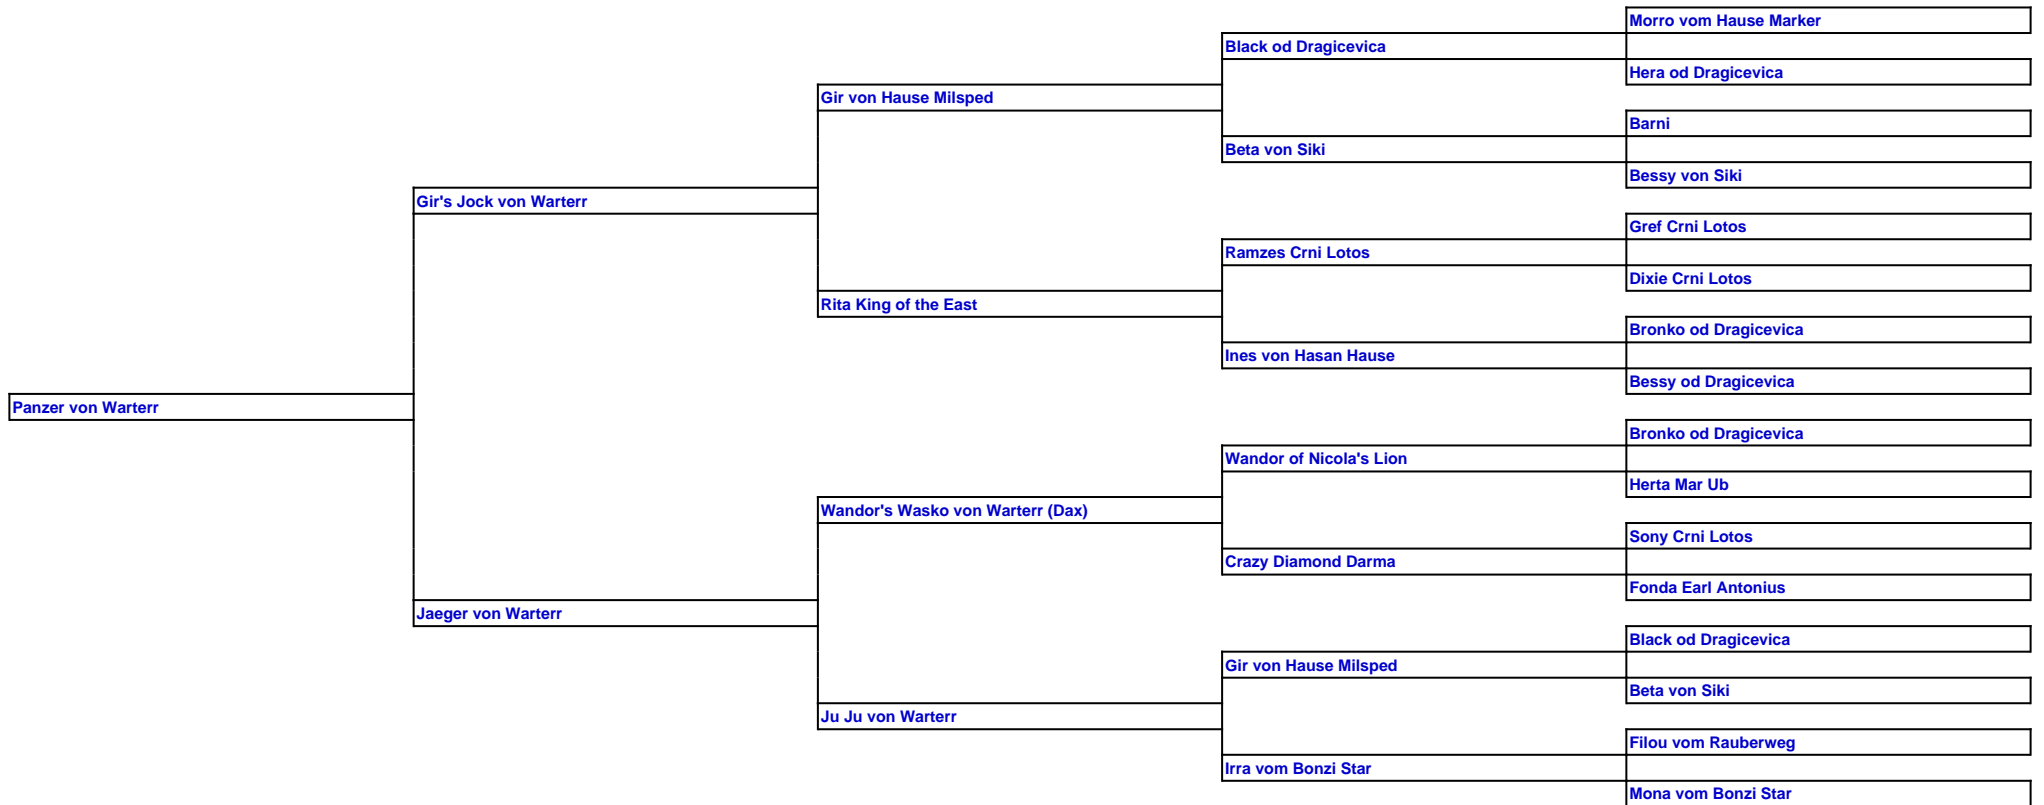 Morro vom Hause Marker
Black od Dragicevica
Hera od Dragicevica
Gir von Hause Milsped
Barni
Beta von Siki
Bessy von Siki
Gir's Jock von Warterr
Gref Crni Lotos
Ramzes Crni Lotos
Dixie Crni Lotos
Rita King of the East
Bronko od Dragicevica
Ines von Hasan Hause
Bessy od Dragicevica
Panzer von Warterr
Bronko od Dragicevica
Wandor of Nicola's Lion
Herta Mar Ub
Wandor's Wasko von Warterr (Dax)
Sony Crni Lotos
Crazy Diamond Darma
Fonda Earl Antonius
Jaeger von Warterr
Black od Dragicevica
Gir von Hause Milsped
Beta von Siki
Ju Ju von Warterr
Filou vom Rauberweg
Irra vom Bonzi Star
Mona vom Bonzi Star